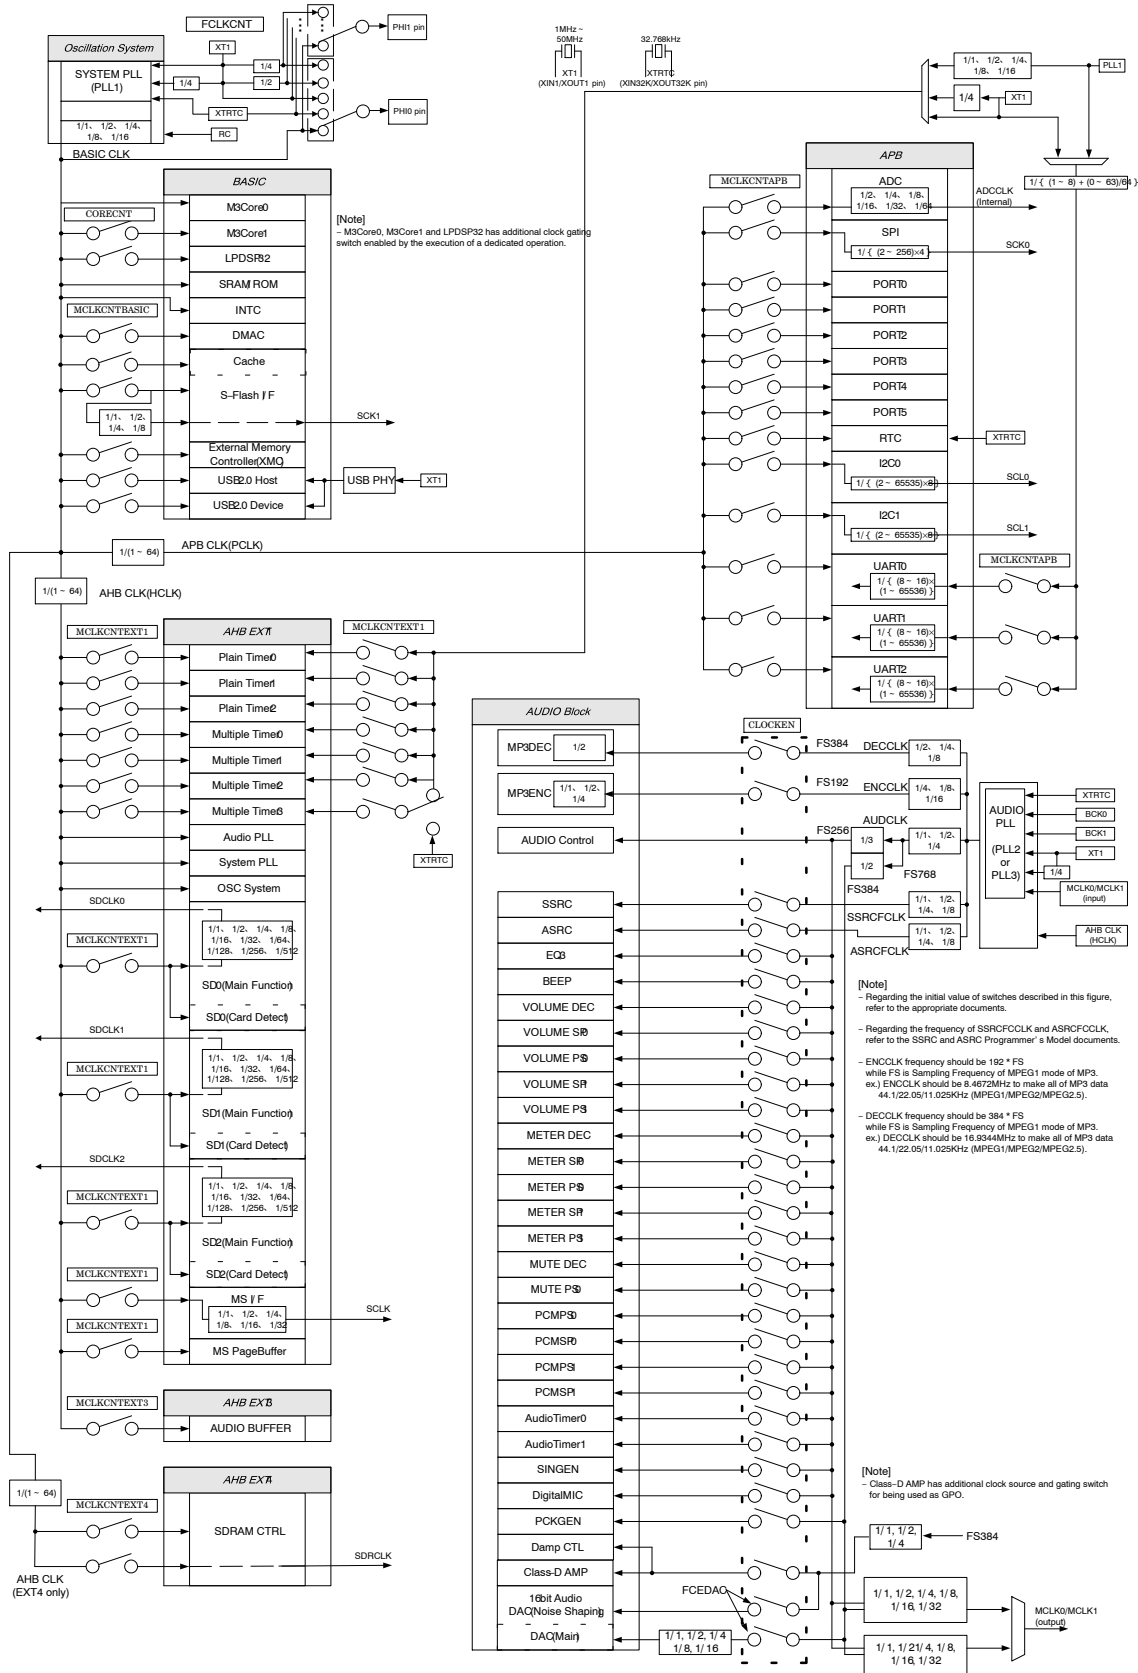 FCLKCNT
Oscillation System
XT1
SYSTEM PLL
(PLL1)
1/4
1/4
1/2
XTRTC
1/1、 1/2、 1/4、
1/8、 1/16
RC
BASIC CLK
PHI1 pin
PHI0 pin
1MHz ~
50MHz
XT1
(XIN1/XOUT1 pin)
32.768kHz
XTRTC
(XIN32K/XOUT32K pin)
1/1、 1/2、 1/4、
1/8、 1/16
PLL1
1/4
XT1
1/ { (1 ~ 8) + (0 ~ 63)/64 }
BASIC
M3Core0
CORECNT
M3Core1
LPDSP32
SRAM/ROM
MCLKCNTBASIC
INTC
DMAC
Cache
S-Flash I/F
1/1、 1/2、
1/4、 1/8
SCK1
External Memory
Controller(XMC)
USB2.0 Host
USB PHY
XT1
USB2.0 Device
[Note]
– M3Core0, M3Core1 and LPDSP32 has additional clock gating
switch enabled by the execution of a dedicated operation.
1/(1 ~ 64)
APB CLK(PCLK)
1/(1 ~ 64)
AHB CLK(HCLK)
APB
MCLKCNTAPB
ADC
1/2、 1/4、 1/8、
1/16、 1/32、 1/64
ADCCLK
(Internal)
SPI
1/ { (2 ~ 256)×4 }
SCK0
PORT0
PORT1
PORT2
PORT3
PORT4
PORT5
RTC
XTRTC
I2C0
1/ { (2 ~ 65535)×8 }
SCL0
I2C1
1/ { (2 ~ 65535)×8 }
SCL1
MCLKCNTAPB
UART0
1/ { (8 ~ 16)×
(1 ~ 65536) }
UART1
1/ { (8 ~ 16)×
(1 ~ 65536) }
UART2
1/ { (8 ~ 16)×
(1 ~ 65536) }
AHB EXT1
MCLKCNTEXT1
MCLKCNTEXT1
Plain Timer0
Plain Timer1
Plain Timer2
Multiple Timer0
Multiple Timer1
Multiple Timer2
Multiple Timer3
Audio PLL
XTRTC
System PLL
OSC System
SDCLK0
MCLKCNTEXT1
1/1、 1/2、 1/4、 1/8、
1/16、 1/32、 1/64、
1/128、 1/256、 1/512
SD0(Main Function)
SD0(Card Detect)
SDCLK1
MCLKCNTEXT1
1/1、 1/2、 1/4、 1/8、
1/16、 1/32、 1/64、
1/128、 1/256、 1/512
SD1(Main Function)
SD1(Card Detect)
SDCLK2
MCLKCNTEXT1
1/1、 1/2、 1/4、 1/8、
1/16、 1/32、 1/64、
1/128、 1/256、 1/512
SD2(Main Function)
SD2(Card Detect)
MCLKCNTEXT1
MS I/F
1/1、 1/2、 1/4、
1/8、 1/16、 1/32
SCLK
MCLKCNTEXT1
MS PageBuffer
AHB EXT3
MCLKCNTEXT3
AUDIO BUFFER
AHB EXT4
1/(1 ~ 64)
MCLKCNTEXT4
SDRAM CTRL
SDRCLK
AHB CLK
(EXT4 only)
AUDIO Block
CLOCKEN
MP3DEC
1/2
FS384
DECCLK
1/2、 1/4、
1/8
MP3ENC
1/1、 1/2、
1/4
FS192
ENCCLK
1/4、 1/8、
1/16
AUDIO Control
FS256
AUDCLK
1/3
1/1、 1/2、
1/4
1/2
FS384
FS768
AUDIO
PLL
(PLL2
or
PLL3)
XTRTC
BCK0
BCK1
XT1
1/4
MCLK0/MCLK1
(input)
AHB CLK
(HCLK)
SSRC
SSRCFCLK
1/1、 1/2、
1/4、 1/8
ASRC
ASRCFCLK
1/1、 1/2、
1/4、 1/8
EQ3
BEEP
VOLUME DEC
VOLUME SP0
VOLUME PS0
VOLUME SP1
VOLUME PS1
METER DEC
METER SP0
METER PS0
METER SP1
METER PS1
MUTE DEC
MUTE PS0
PCMPS0
PCMSP0
PCMPS1
PCMSP1
AudioTimer0
AudioTimer1
SINGEN
DigitalMIC
PCKGEN
Damp CTL
Class-D AMP
16bit Audio
DAC(Noise Shaping)
DAC(Main)
FCEDAC
1/ 1, 1/ 2, 1/ 4
1/ 8, 1/ 16
[Note]
– Regarding the initial value of switches described in this figure,
refer to the appropriate documents.
– Regarding the frequency of SSRCFCCLK and ASRCFCCLK,
refer to the SSRC and ASRC Programmer's Model documents.
– ENCCLK frequency should be 192 * FS
while FS is Sampling Frequency of MPEG1 mode of MP3.
ex.) ENCCLK should be 8.4672MHz to make all of MP3 data
44.1/22.05/11.025KHz (MPEG1/MPEG2/MPEG2.5).
– DECCLK frequency should be 384 * FS
while FS is Sampling Frequency of MPEG1 mode of MP3.
ex.) DECCLK should be 16.9344MHz to make all of MP3 data
44.1/22.05/11.025KHz (MPEG1/MPEG2/MPEG2.5).
[Note]
– Class-D AMP has additional clock source and gating switch
for being used as GPO.
1/ 1, 1/ 2,
1/ 4
FS384
1/ 1, 1/ 2, 1/ 4, 1/ 8,
1/ 16, 1/ 32
MCLK0/MCLK1
(output)
1/ 1, 1/ 21/ 4, 1/ 8,
1/ 16, 1/ 32